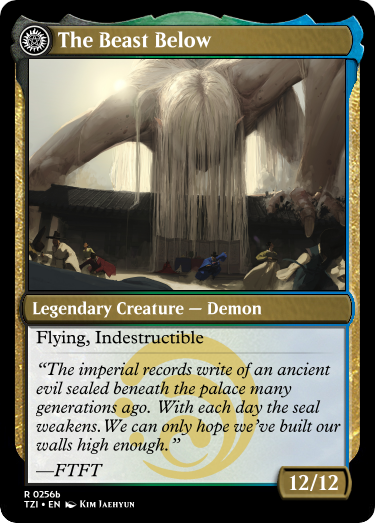 The Beast Below
Legendary Creature — Demon
Flying, Indestructible
“The imperial records write of an ancient
evil sealed beneath the palace many
generations ago. With each day the seal
weakens.We can only hope we’ve built our
walls high enough.”
—FTFT
12/12
R 0256b
TZI • EN Kim Jaehyun